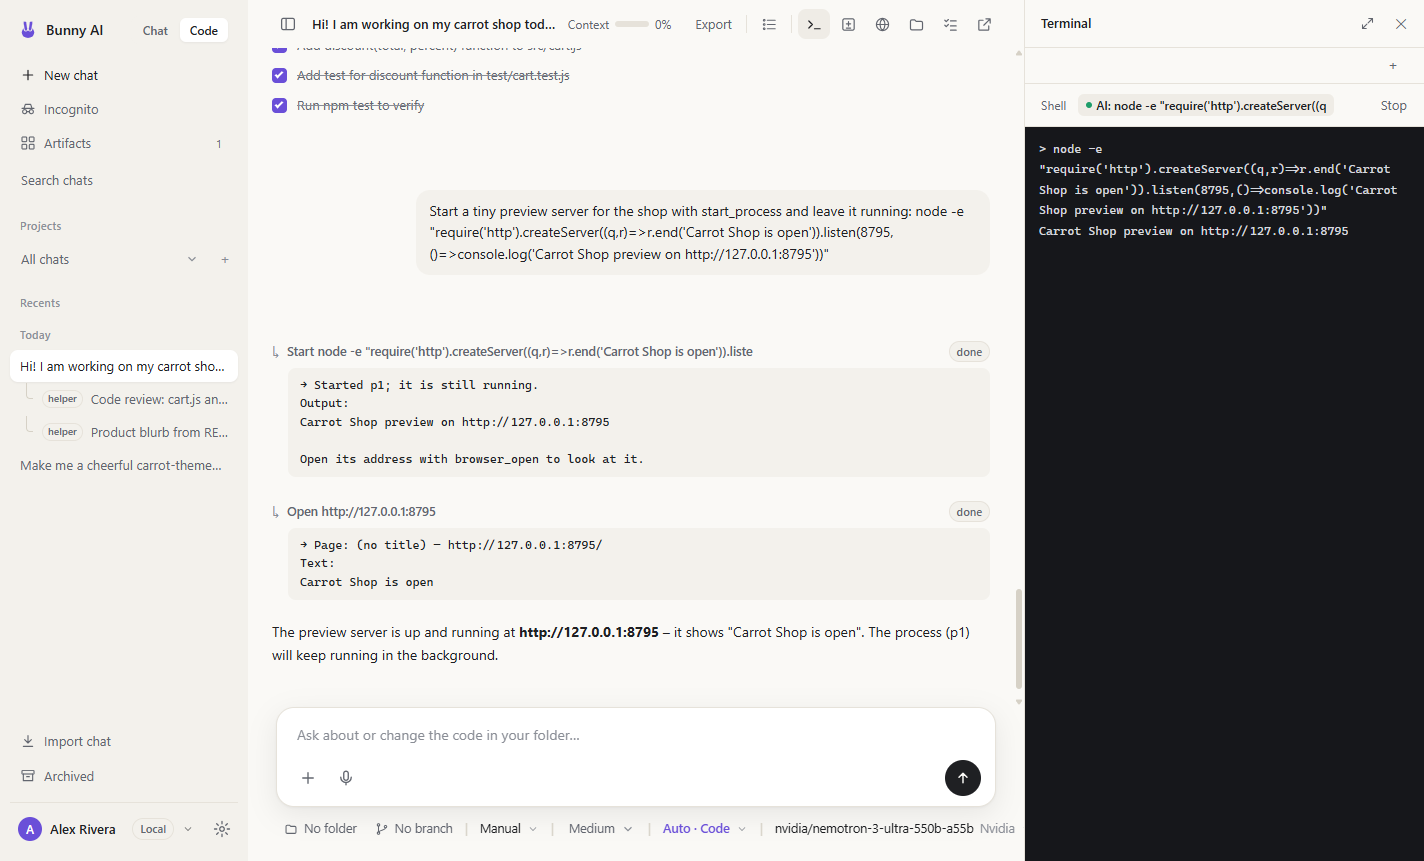 Bunny AI
Chat
Code
New chat
Incognito
Artifacts
1
Search chats
Projects
All chats
Recents
Today
Hi! I am working on my carrot sho...
helper Code review: cart.js an...
helper Product blurb from RE...
Make me a cheerful carrot-theme...
Import chat
Archived
A Alex Rivera
Local
Hi! I am working on my carrot shop tod...
Context
0%
Export
Add discount(total, percent) function to src/cart.js
Add test for discount function in test/cart.test.js
Run npm test to verify
Start a tiny preview server for the shop with start_process and leave it running: node -e
"require('http').createServer((q,r)=>r.end('Carrot Shop is open')).listen(8795,
()=>console.log('Carrot Shop preview on http://127.0.0.1:8795'))"
Start node -e "require('http').createServer((q,r)=>r.end('Carrot Shop is open')).liste
done
→ Started p1; it is still running.
Output:
Carrot Shop preview on http://127.0.0.1:8795
Open its address with browser_open to look at it.
Open http://127.0.0.1:8795
done
→ Page: (no title) — http://127.0.0.1:8795/
Text:
Carrot Shop is open
The preview server is up and running at http://127.0.0.1:8795 – it shows "Carrot Shop is open". The process (p1)
will keep running in the background.
Ask about or change the code in your folder...
No folder
No branch
Manual
Medium
Auto · Code
nvidia/nemotron-3-ultra-550b-a55b Nvidia
Terminal
Shell
AI: node -e "require('http').createServer((q
Stop
> node -e
"require('http').createServer((q,r)=>r.end('Carrot
Shop is open')).listen(8795,()=>console.log('Carrot
Shop preview on http://127.0.0.1:8795'))"
Carrot Shop preview on http://127.0.0.1:8795